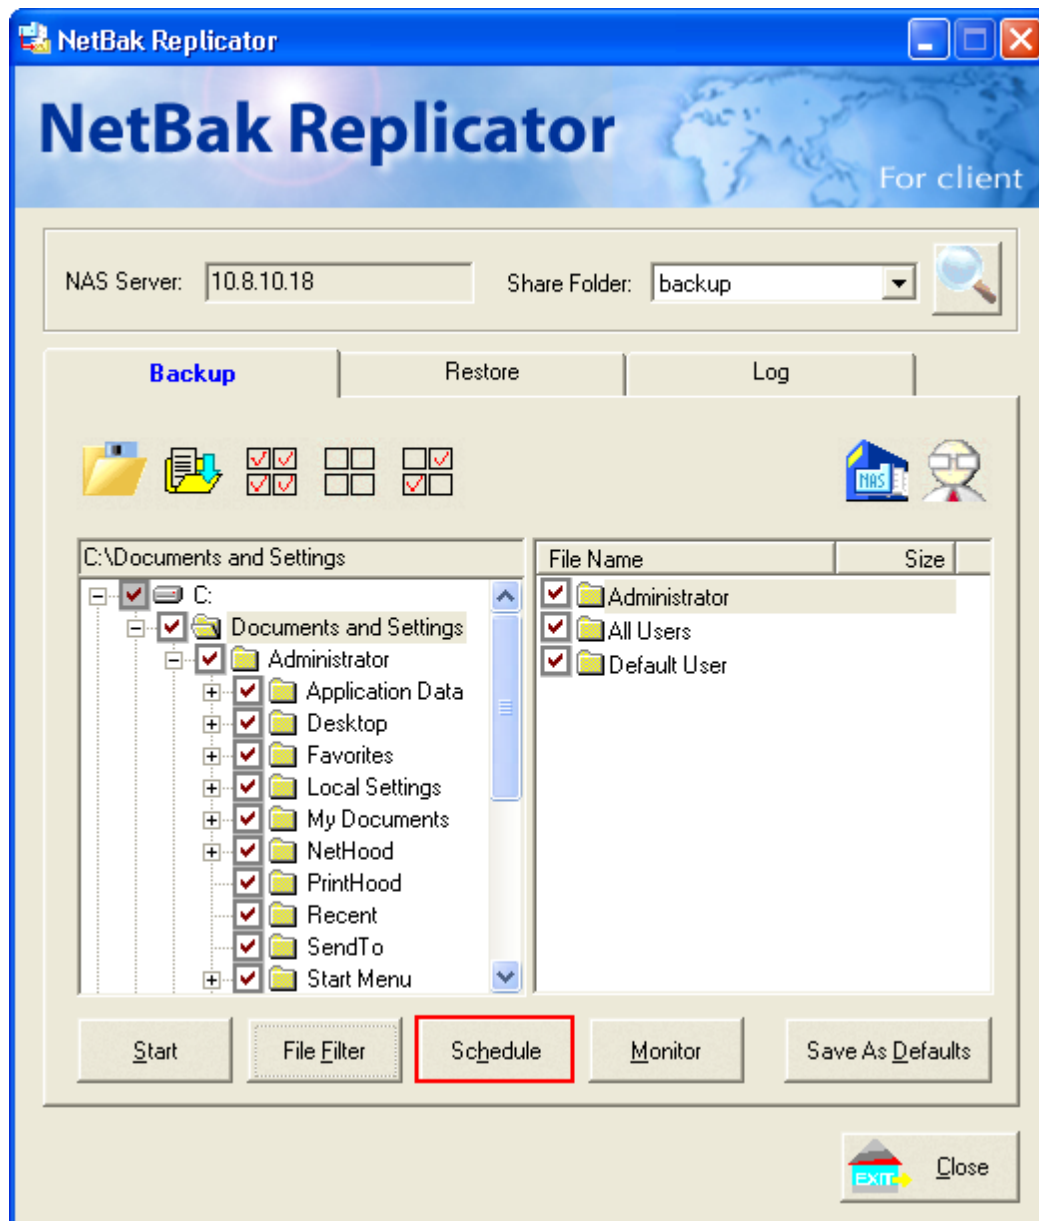 NetBak Replicator
NetBak Replicator
For client
NAS Server: 10.8.10.18 Share Folder: backup
Backup Restore Log
NAS
C:\Documents and Settings
C:
Documents and Settings
Administrator
Application Data
Desktop
Favorites
Local Settings
My Documents
NetHood
PrintHood
Recent
SendTo
Start Menu
File Name Size
Administrator
All Users
Default User
Start File Filter Schedule Monitor Save As Defaults
EXIT Close